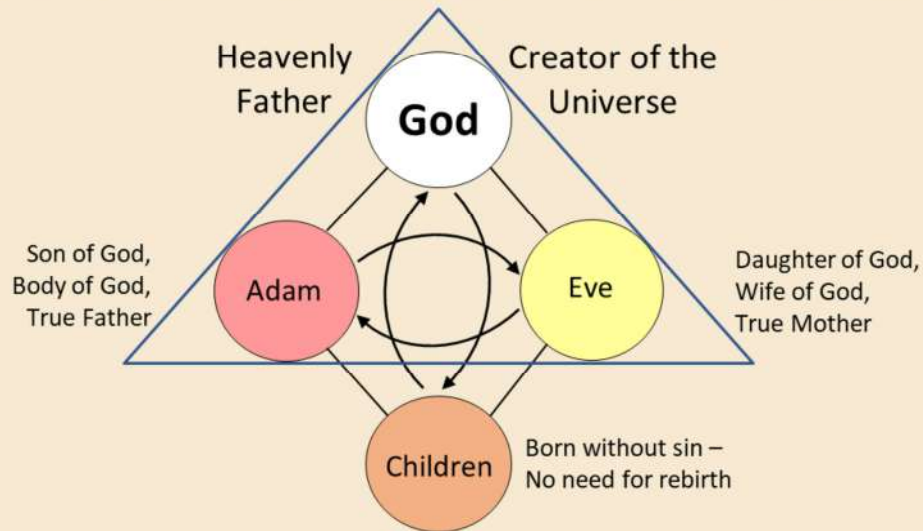 Heavenly
Father
Creator of the
Universe
God
Son of God,
Body of God,
True Father
Adam
Eve
Daughter of God,
Wife of God,
True Mother
Children
Born without sin –
No need for rebirth